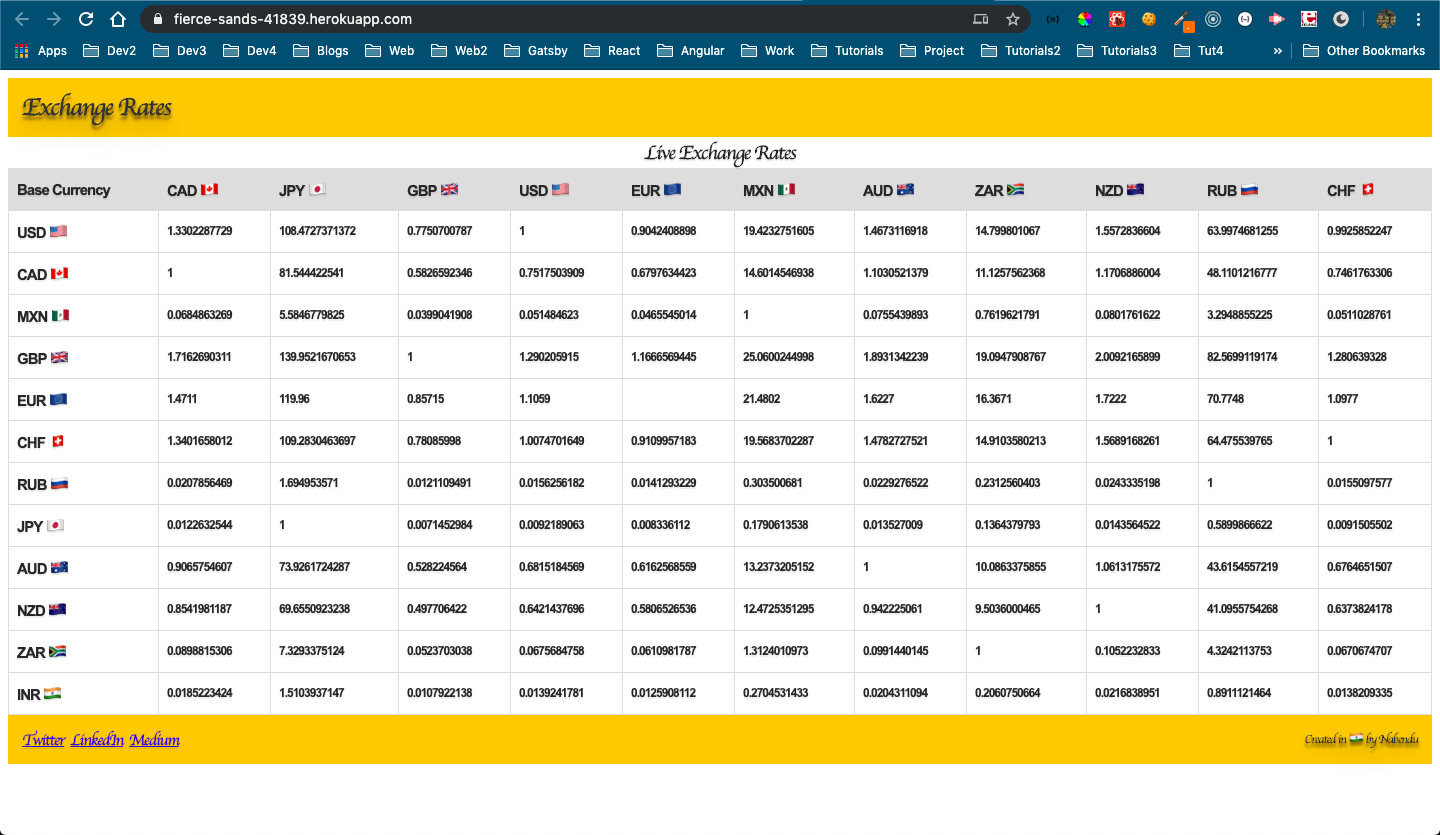 fierce-sands-41839.herokuapp.com
Apps Dev2 Dev3 Dev4 Blogs Web Web2 Gatsby React Angular Work Tutorials Project Tutorials2 Tutorials3 Tut4 » Other Bookmarks
Exchange Rates
Live Exchange Rates
Base Currency CAD JPY GBP USD EUR MXN AUD ZAR NZD RUB CHF
USD 1.3302287729 108.4727371372 0.7750700787 1 0.9042408898 19.4232751605 1.4673116918 14.799801067 1.5572836604 63.9974681255 0.9925852247
CAD 1 81.544422541 0.5826592346 0.7517503909 0.6797634423 14.6014546938 1.1030521379 11.1257562368 1.1706886004 48.1101216777 0.7461763306
MXN 0.0684863269 5.5846779825 0.0399041908 0.051484623 0.0465545014 1 0.0755439893 0.7619621791 0.0801761622 3.2948855225 0.0511028761
GBP 1.7162690311 139.9521670653 1 1.290205915 1.1666569445 25.0600244998 1.8931342239 19.0947908767 2.0092165899 82.5699119174 1.280639328
EUR 1.4711 119.96 0.85715 1.1059 21.4802 1.6227 16.3671 1.7222 70.7748 1.0977
CHF 1.3401658012 109.2830463697 0.78085998 1.0074701649 0.9109957183 19.5683702287 1.4782727521 14.9103580213 1.5689168261 64.475539765 1
RUB 0.0207856469 1.694953571 0.0121109491 0.0156256182 0.0141293229 0.303500681 0.0229276522 0.2312560403 0.0243335198 1 0.0155097577
JPY 0.0122632544 1 0.0071452984 0.0092189063 0.008336112 0.1790613538 0.013527009 0.1364379793 0.0143564522 0.5899866622 0.0091505502
AUD 0.9065754607 73.9261724287 0.528224564 0.6815184569 0.6162568559 13.2373205152 1 10.0863375855 1.0613175572 43.6154557219 0.6764651507
NZD 0.8541981187 69.6550923238 0.497706422 0.6421437696 0.5806526536 12.4725351295 0.942225061 9.5036000465 1 41.0955754268 0.6373824178
ZAR 0.0898815306 7.3293375124 0.0523703038 0.0675684758 0.0610981787 1.3124010973 0.0991440145 1 0.1052232833 4.3242113753 0.0670674707
INR 0.0185223424 1.5103937147 0.0107922138 0.0139241781 0.0125908112 0.2704531433 0.0204311094 0.2060750664 0.0216838951 0.8911121464 0.0138209335
Twitter LinkedIn Medium Created in by Nabendu